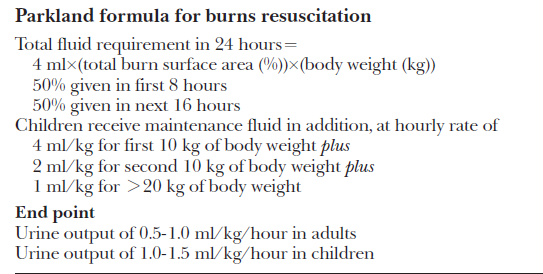 Parkland formula for burns resuscitation
Total fluid requirement in 24 hours=
4 ml×(total burn surface area (%))×(body weight (kg))
50% given in first 8 hours
50% given in next 16 hours
Children receive maintenance fluid in addition, at hourly rate of
4 ml/kg for first 10 kg of body weight plus
2 ml/kg for second 10 kg of body weight plus
1 ml/kg for >20 kg of body weight
End point
Urine output of 0.5-1.0 ml/kg/hour in adults
Urine output of 1.0-1.5 ml/kg/hour in children